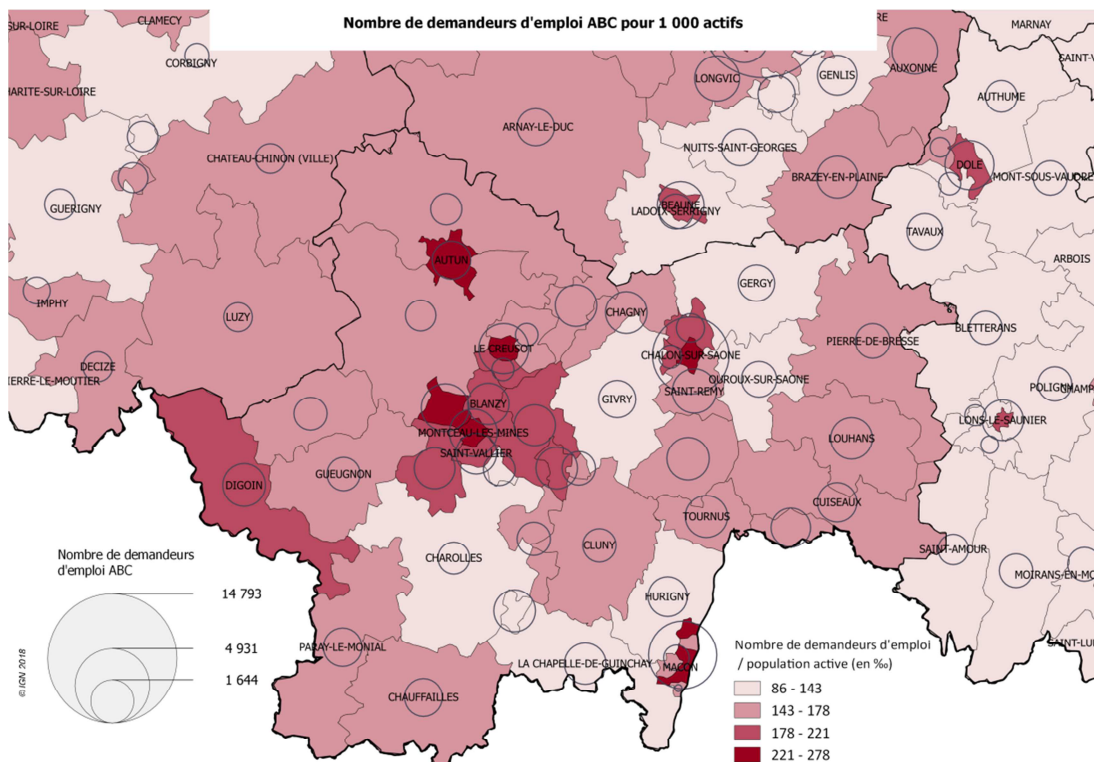 Nombre de demandeurs d'emploi ABC pour 1 000 actifs
SUR-LOIRE
CLAMECY
MARNAY
CORBIGNY
SAINT-V
LONGVIC
GENLIS
AUXONNE
HARITE-SUR-LOIRE
AUTHUME
ARNAY-LE-DUC
NUITS-SAINT-GEORGES
CHATEAU-CHINON (VILLE)
DOLE
BRAZEY-EN-PLAINE
MONT-SOUS-VAUDRE
GUERIGNY
BEAUNE
LADOIX-SERRIGNY
TAVAUX
AUTUN
ARBOIS
GERGY
IMPHY
LUZY
CHAGNY
BLETTERANS
LE CREUSOT
CHALON-SUR-SAONE
PIERRE-DE-BRESSE
DECIZE
IERRE-LE-MOUTIER
OUROUX-SUR-SAONE
POLIGNY
CHAMP
SAINT-REMY
GIVRY
BLANZY
LONS-LE-SAUNIER
MONTCEAU-LES-MINES
LOUHANS
SAINT-VALLIER
GUEUGNON
DIGOIN
CUISEAUX
TOURNUS
CLUNY
SAINT-AMOUR
CHAROLLES
MOIRANS-EN-MO
HURIGNY
SAINT-LU
PARAY-LE-MONIAL
LA CHAPELLE-DE-GUINCHAY
MACON
CHAUFFAILLES
Nombre de demandeurs
d'emploi ABC
14 793
4 931
1 644
© IGN 2018
Nombre de demandeurs d'emploi
/ population active (en ‰)
86 - 143
143 - 178
178 - 221
221 - 278